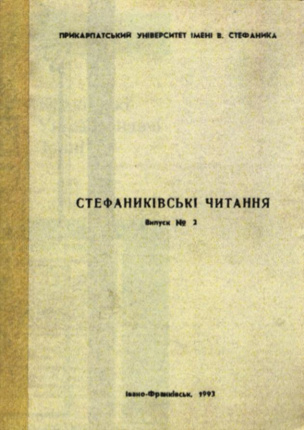 ПРИКАРПАТСЬКИЙ УНІВЕРСИТЕТ ІМЕНІ В. СТЕФАНИКА
СТЕФАНИКІВСЬКІ ЧИТАННЯ
Випуск № 3
Івано-Франківськ, 1993